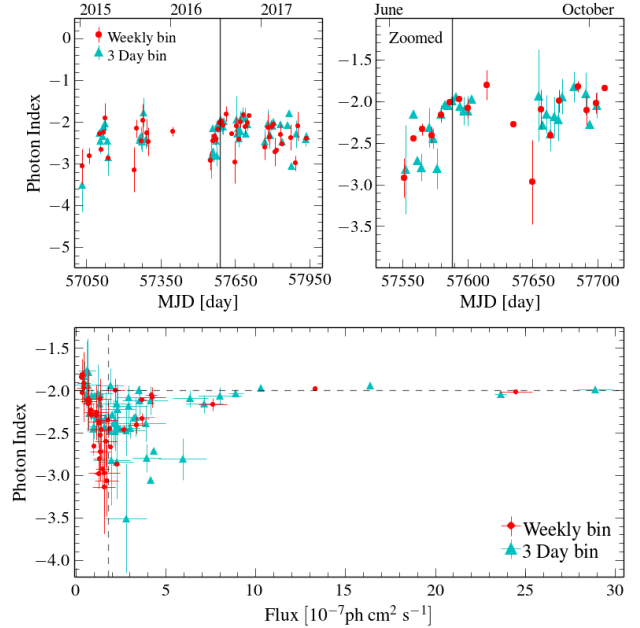 2015 2016 2017
June October
0
−1
−2
−3
−4
−5
Photon Index
Weekly bin
3 Day bin
57050 57350 57650 57950
MJD [day]
Zoomed
−1.5
−2.0
−2.5
−3.0
−3.5
Photon Index
57550 57600 57650 57700
MJD [day]
−1.5
−2.0
−2.5
−3.0
−3.5
−4.0
Photon Index
Weekly bin
3 Day bin
0 5 10 15 20 25 30
Flux [10⁻⁷ph cm² s⁻¹]